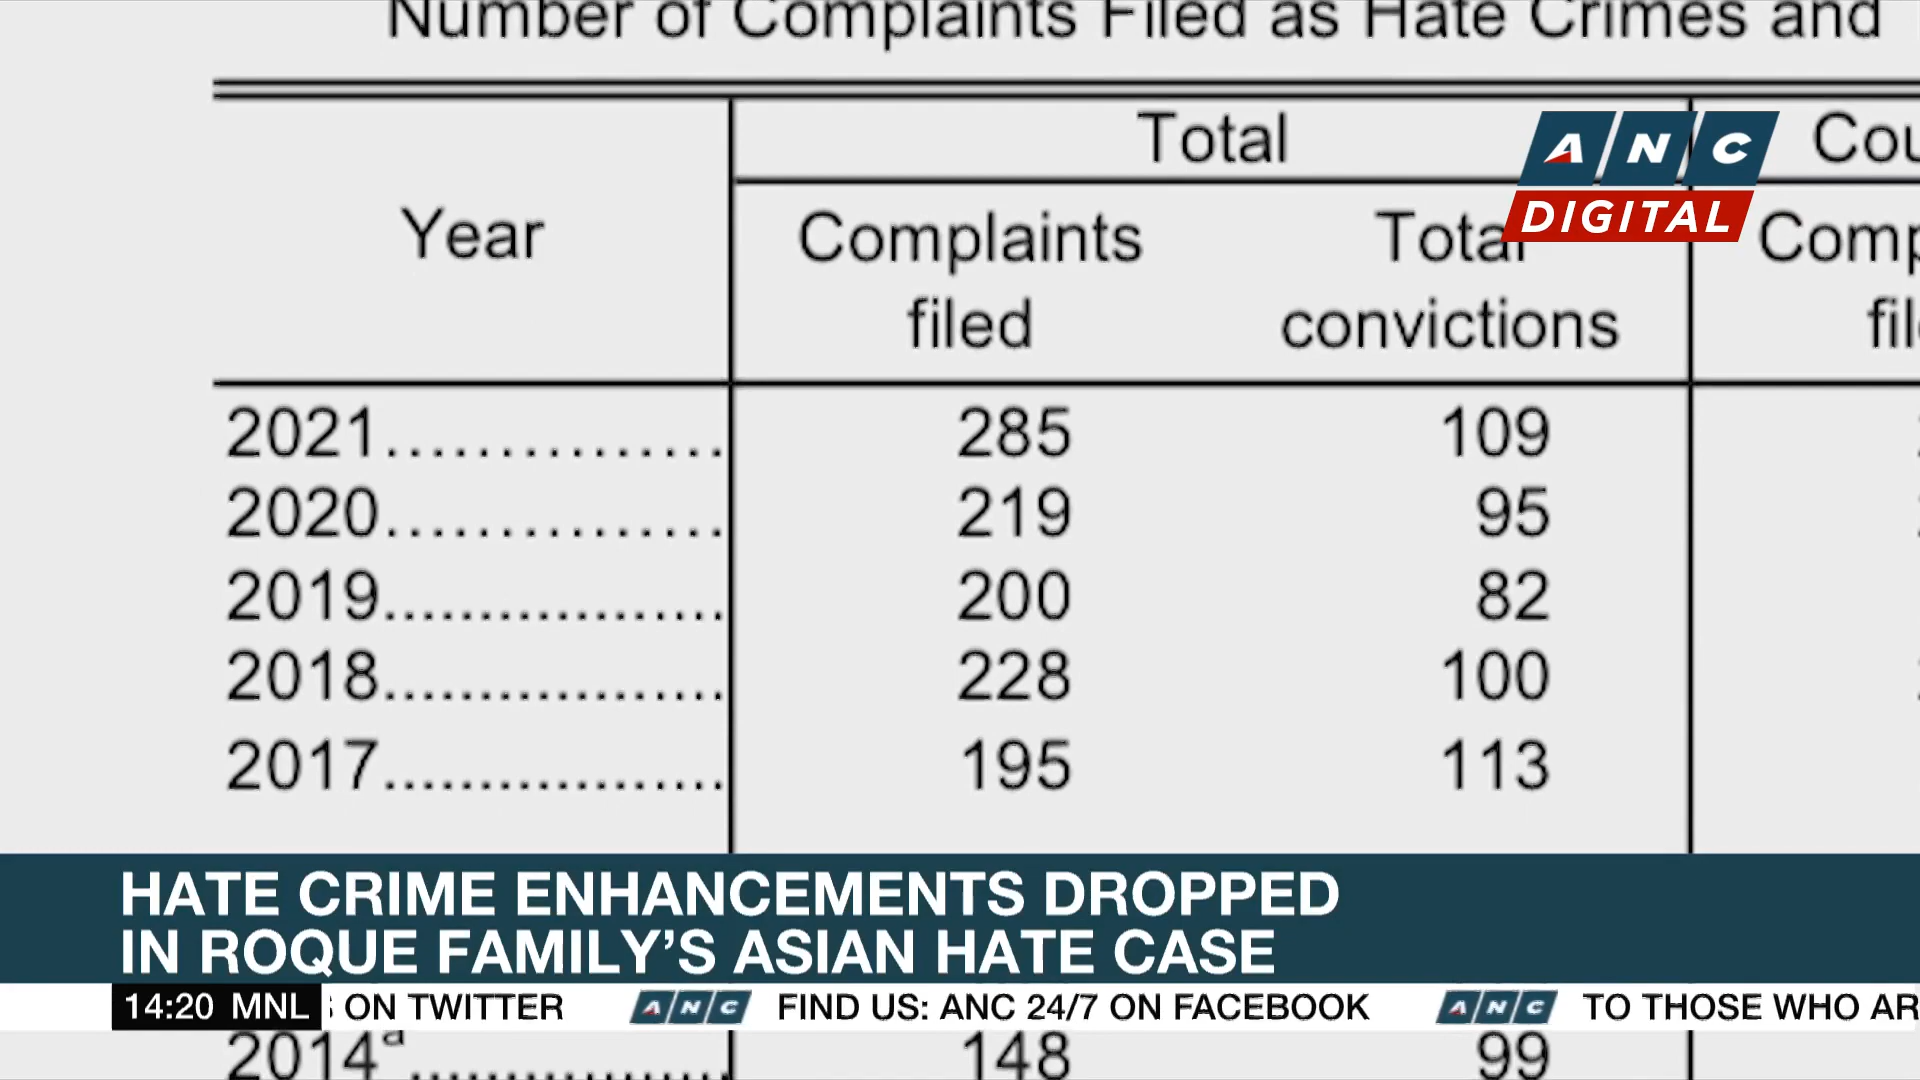 Number of Complaints Filed as Hate Crimes and
Total
ANC
DIGITAL
Year
Complaints
filed
Total
convictions
2021............... 285 109
2020............... 219 95
2019.................. 200 82
2018.................. 228 100
2017.................. 195 113
HATE CRIME ENHANCEMENTS DROPPED
IN ROQUE FAMILY'S ASIAN HATE CASE
14:20 MNL ON TWITTER ANC FIND US: ANC 24/7 ON FACEBOOK ANC TO THOSE WHO
2014a ................. 148 99